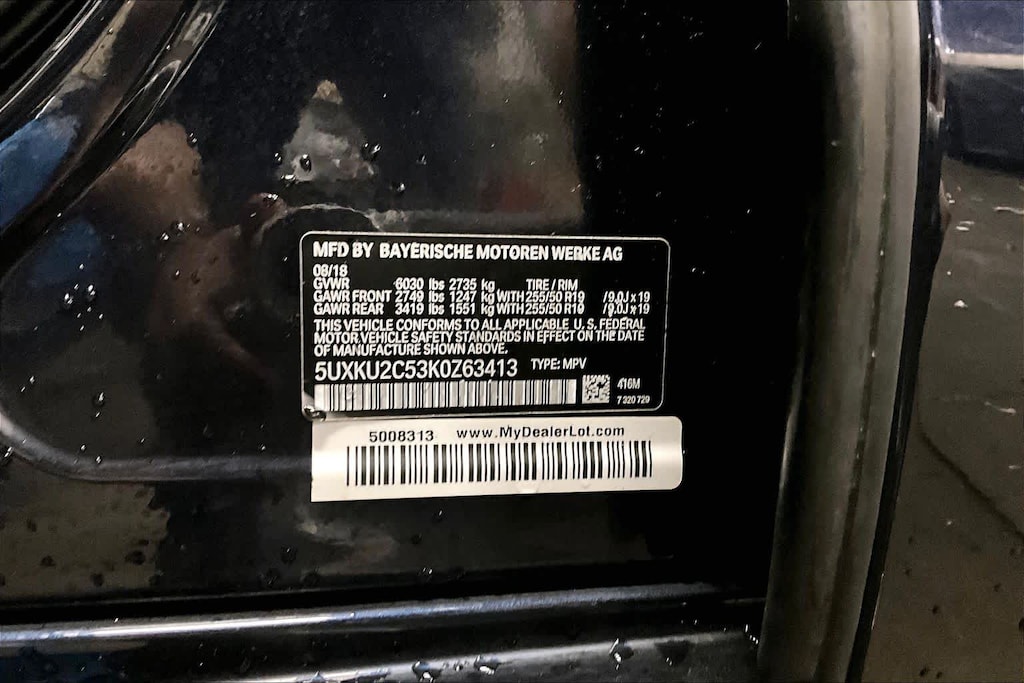 MFD BY BAYERISCHE MOTOREN WERKE AG
08/18
GVWR 6030 lbs 2735 kg TIRE / RIM
GAWR FRONT 2749 lbs 1247 kg WITH 255/50 R19 /9.0J x 19
GAWR REAR 3419 lbs 1551 kg WITH 255/50 R19 /9.0J x 19
THIS VEHICLE CONFORMS TO ALL APPLICABLE U.S. FEDERAL
MOTOR VEHICLE SAFETY STANDARDS IN EFFECT ON THE DATE
OF MANUFACTURE SHOWN ABOVE.
5UXKU2C53K0Z63413 TYPE: MPV
416M
7 320 729
5008313 www.MyDealerLot.com